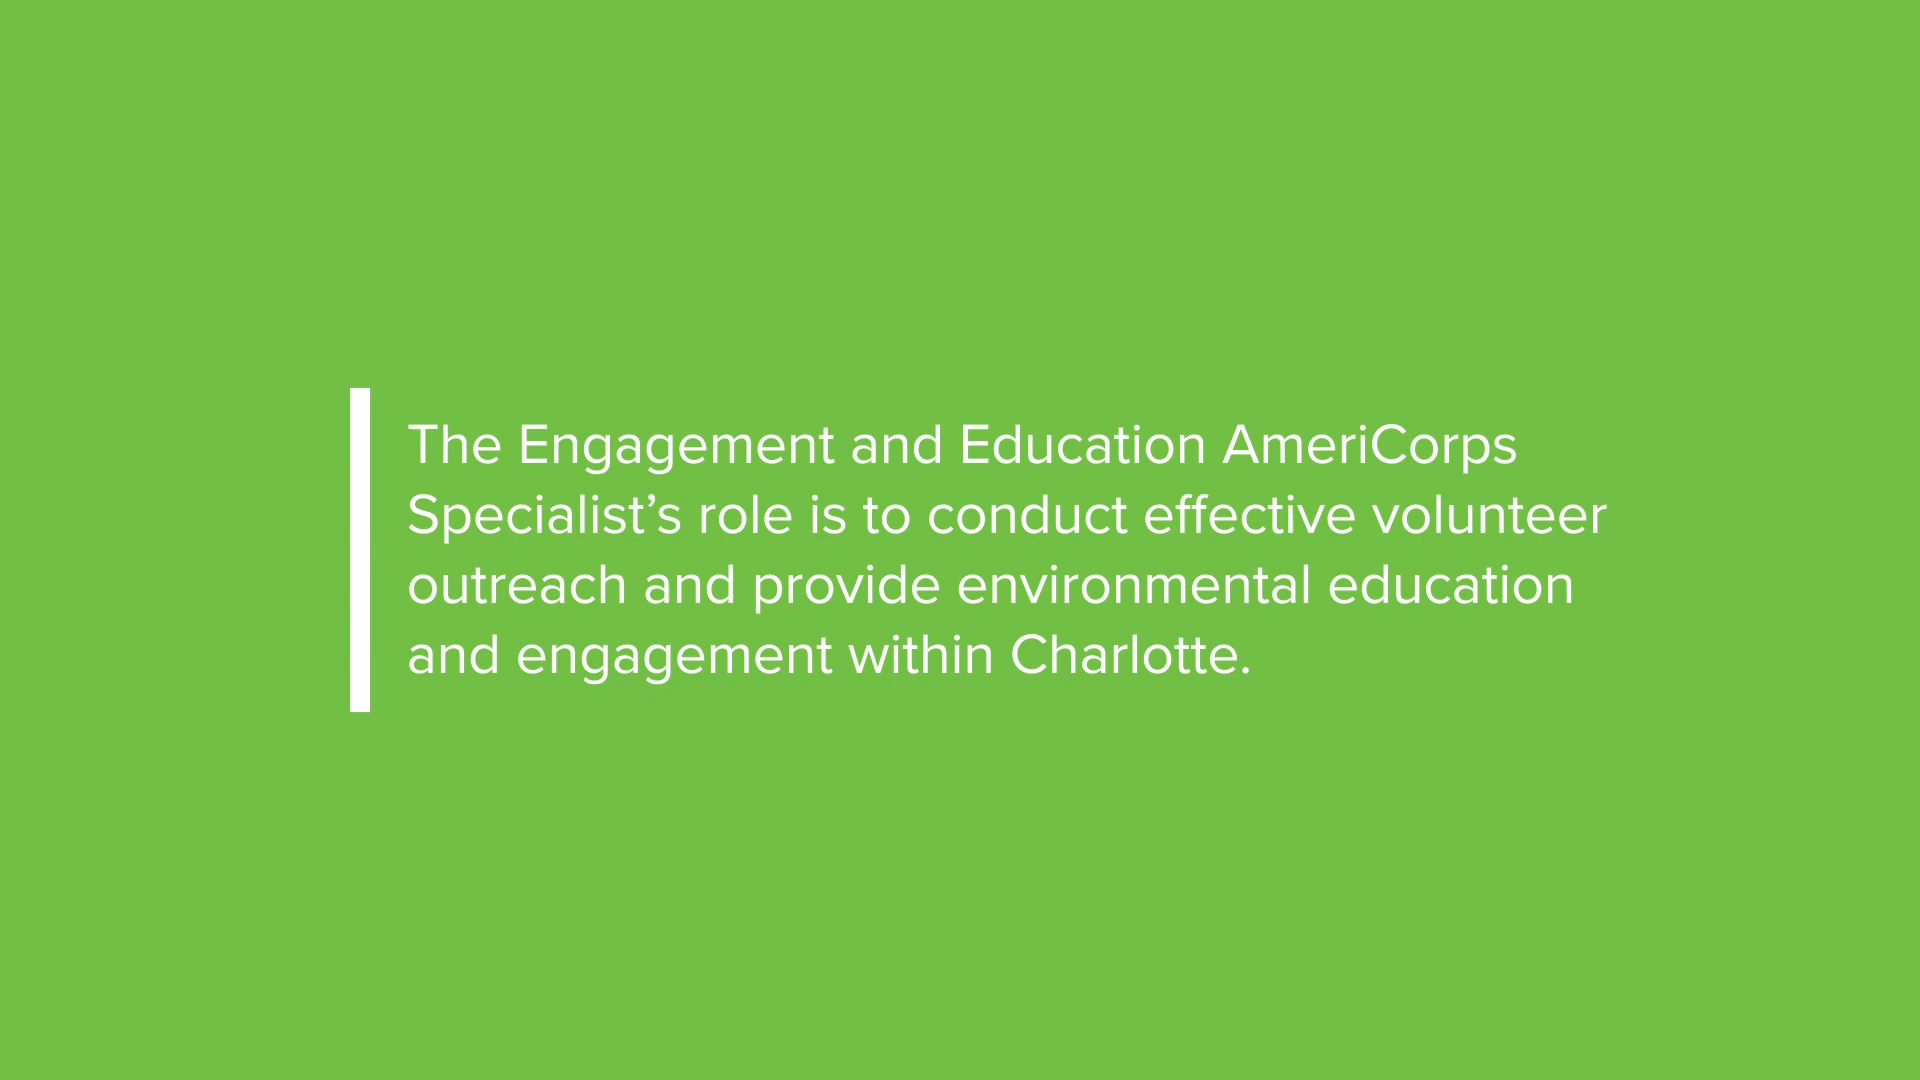 The Engagement and Education AmeriCorps
Specialist’s role is to conduct effective volunteer
outreach and provide environmental education
and engagement within Charlotte.